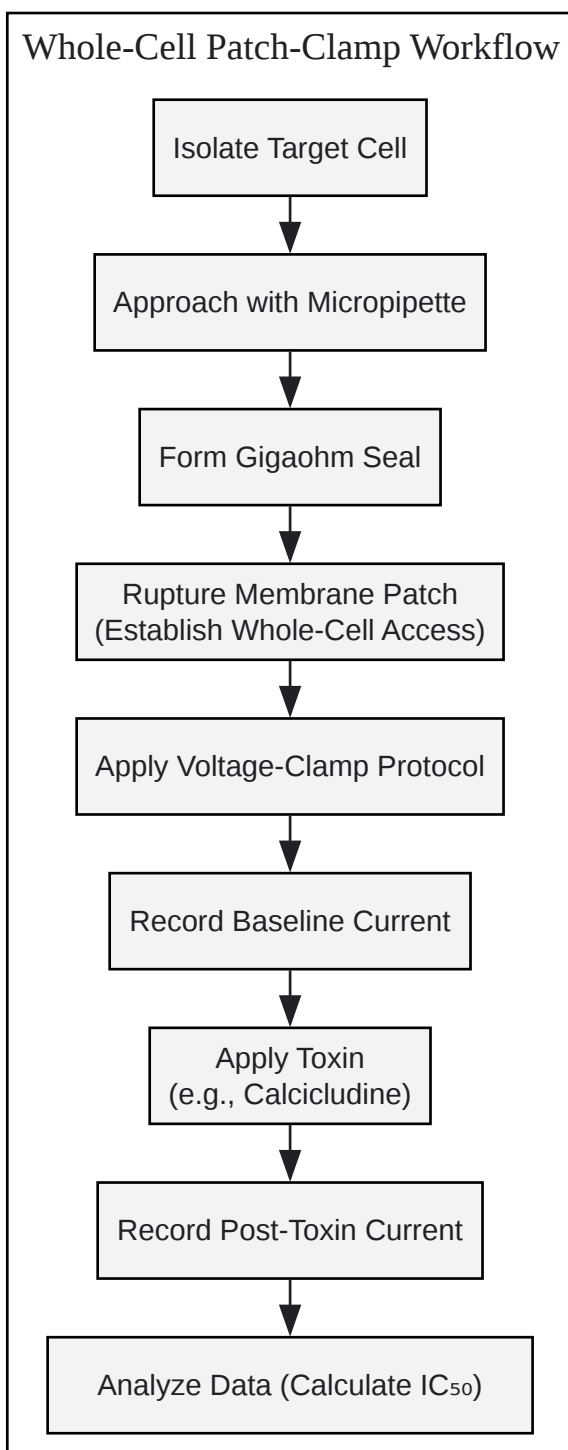 Whole-Cell Patch-Clamp Workflow
Isolate Target Cell
Approach with Micropipette
Form Gigaohm Seal
Rupture Membrane Patch
(Establish Whole-Cell Access)
Apply Voltage-Clamp Protocol
Record Baseline Current
Apply Toxin
(e.g., Calcicludine)
Record Post-Toxin Current
Analyze Data (Calculate IC₅₀)